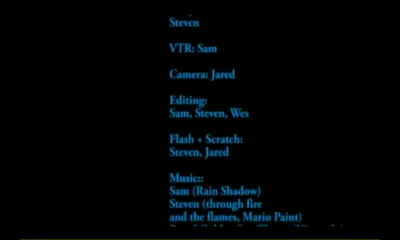 Steven
VTR: Sam
Camera: Jared
Editing:
Sam, Steven, Wes
Flash + Scratch:
Steven, Jared
Music::
Sam (Rain Shadow)
Steven (through fire
and the flames, Mario Paint)